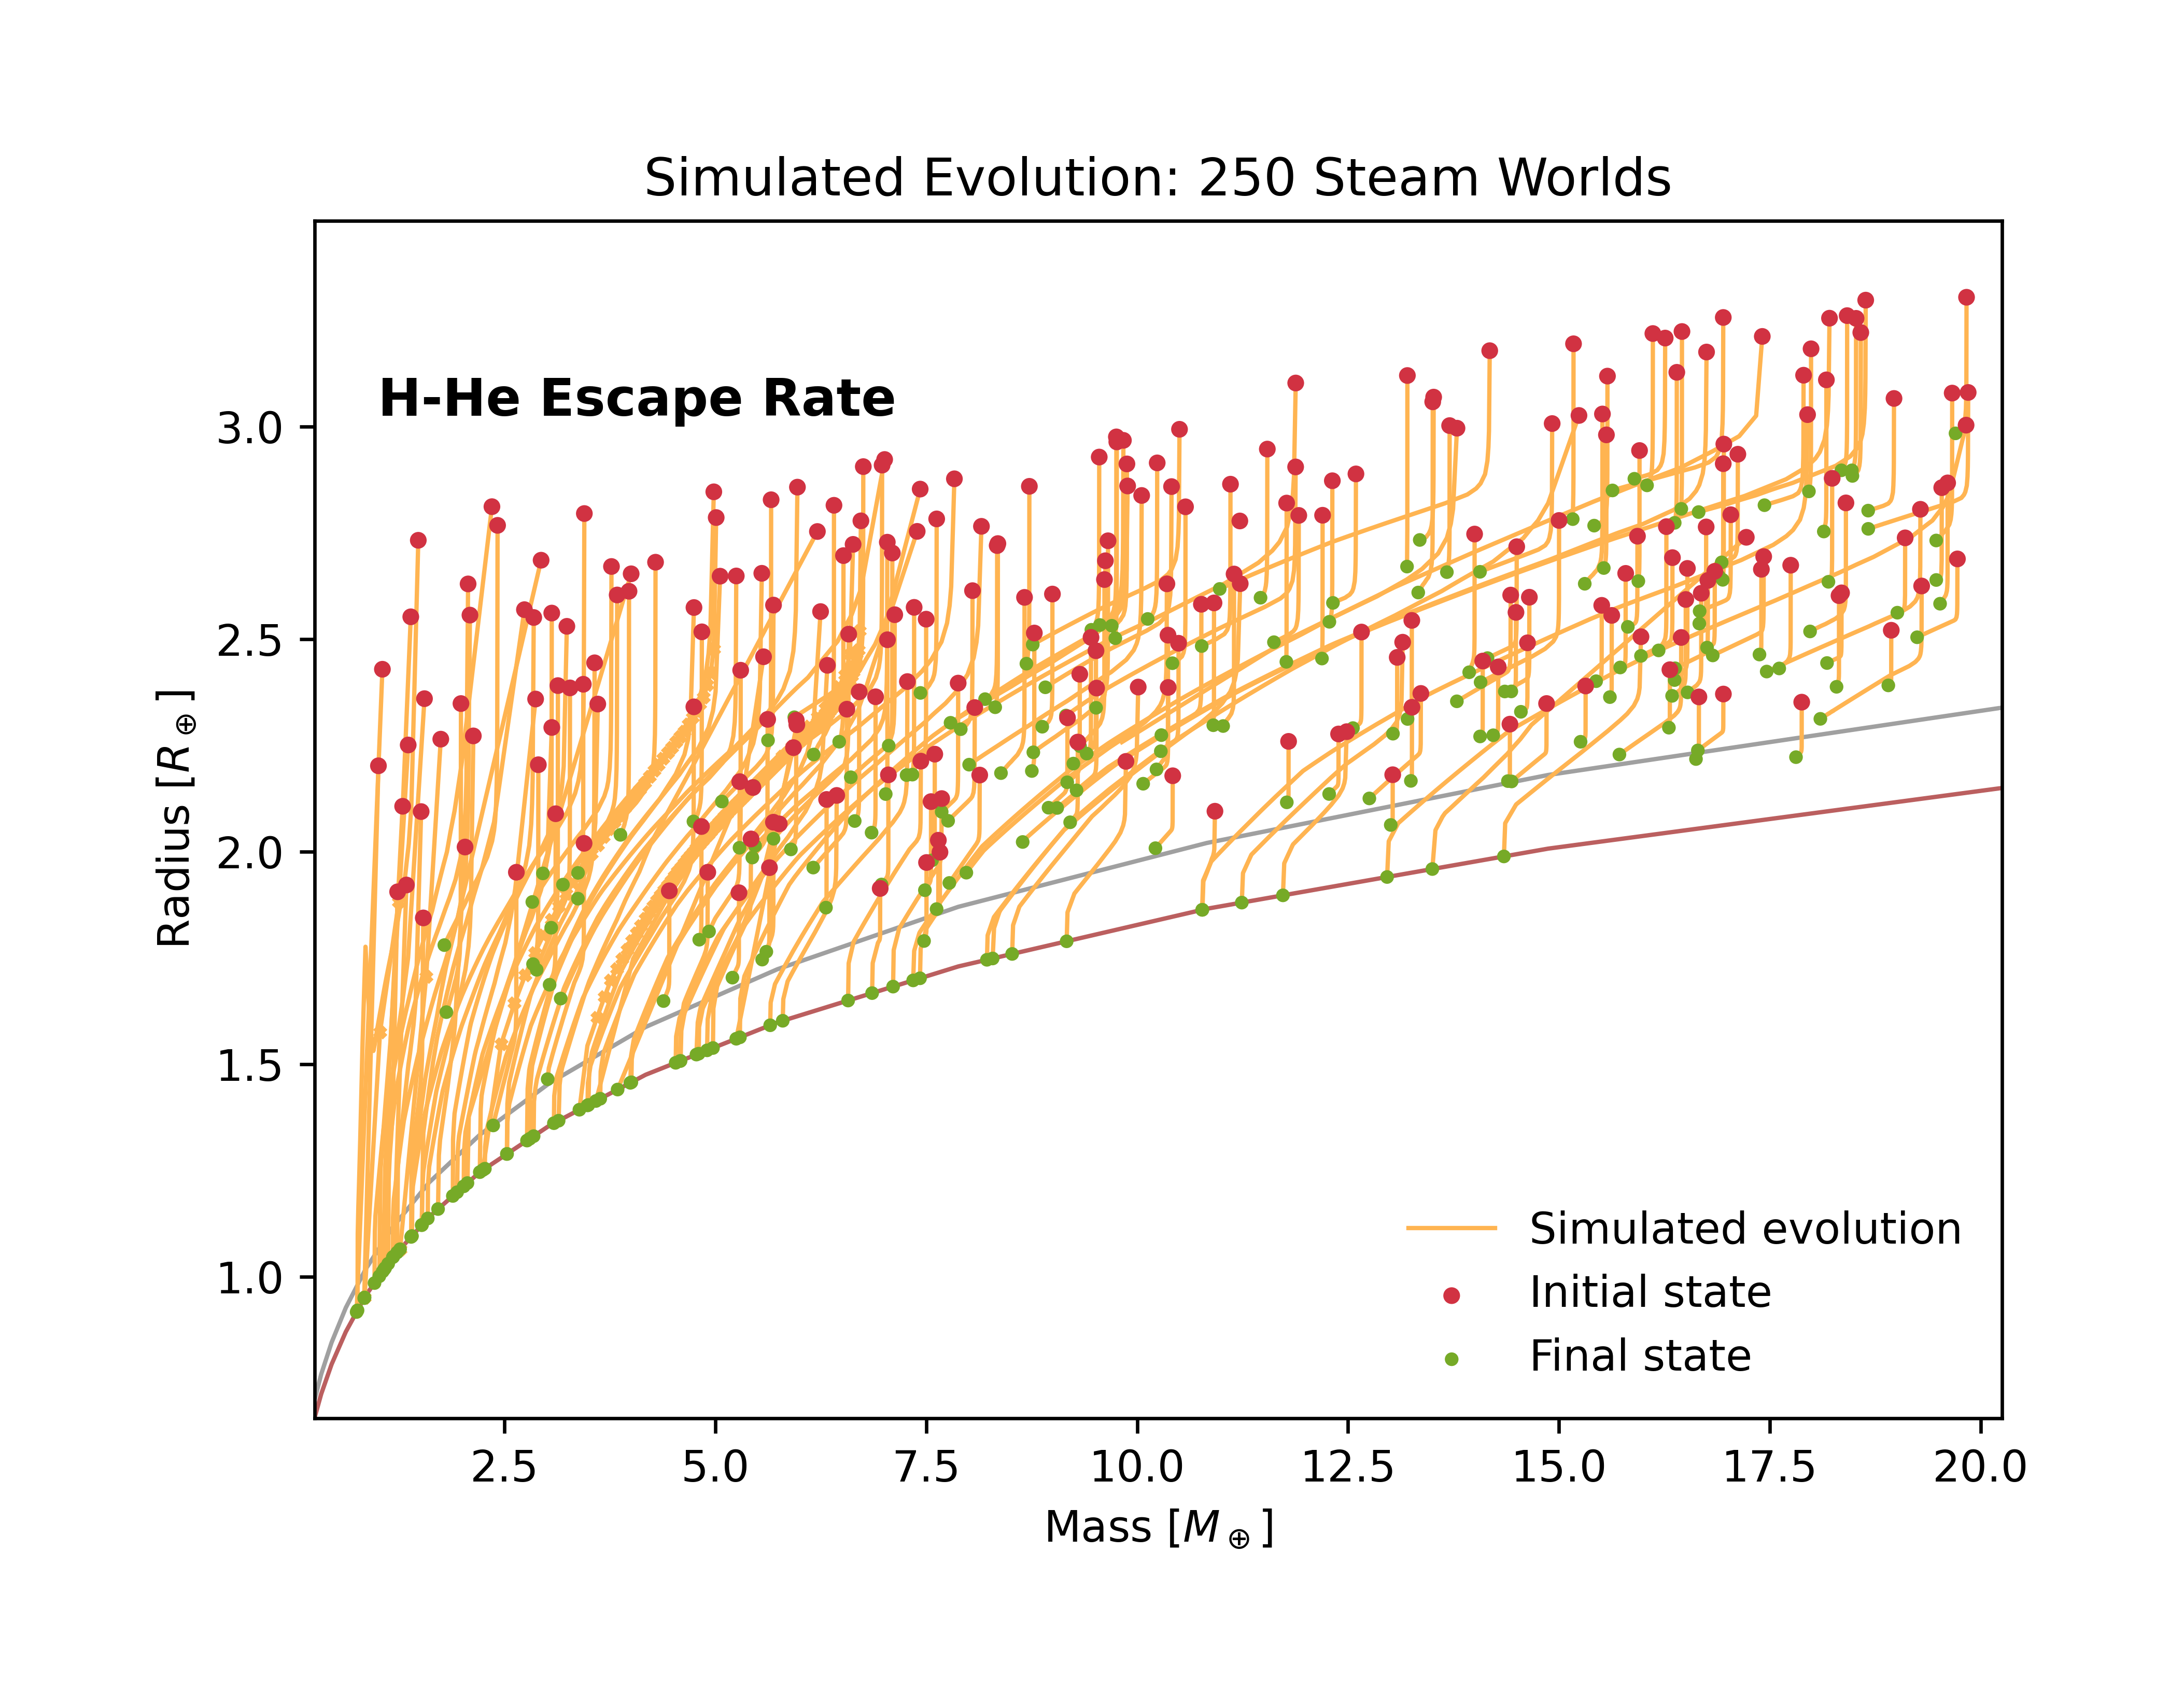 Simulated Evolution: 250 Steam Worlds
H-He Escape Rate
Radius [R⊕]
3.0
2.5
2.0
1.5
1.0
Simulated evolution
Initial state
Final state
2.5 5.0 7.5 10.0 12.5 15.0 17.5 20.0
Mass [M⊕]